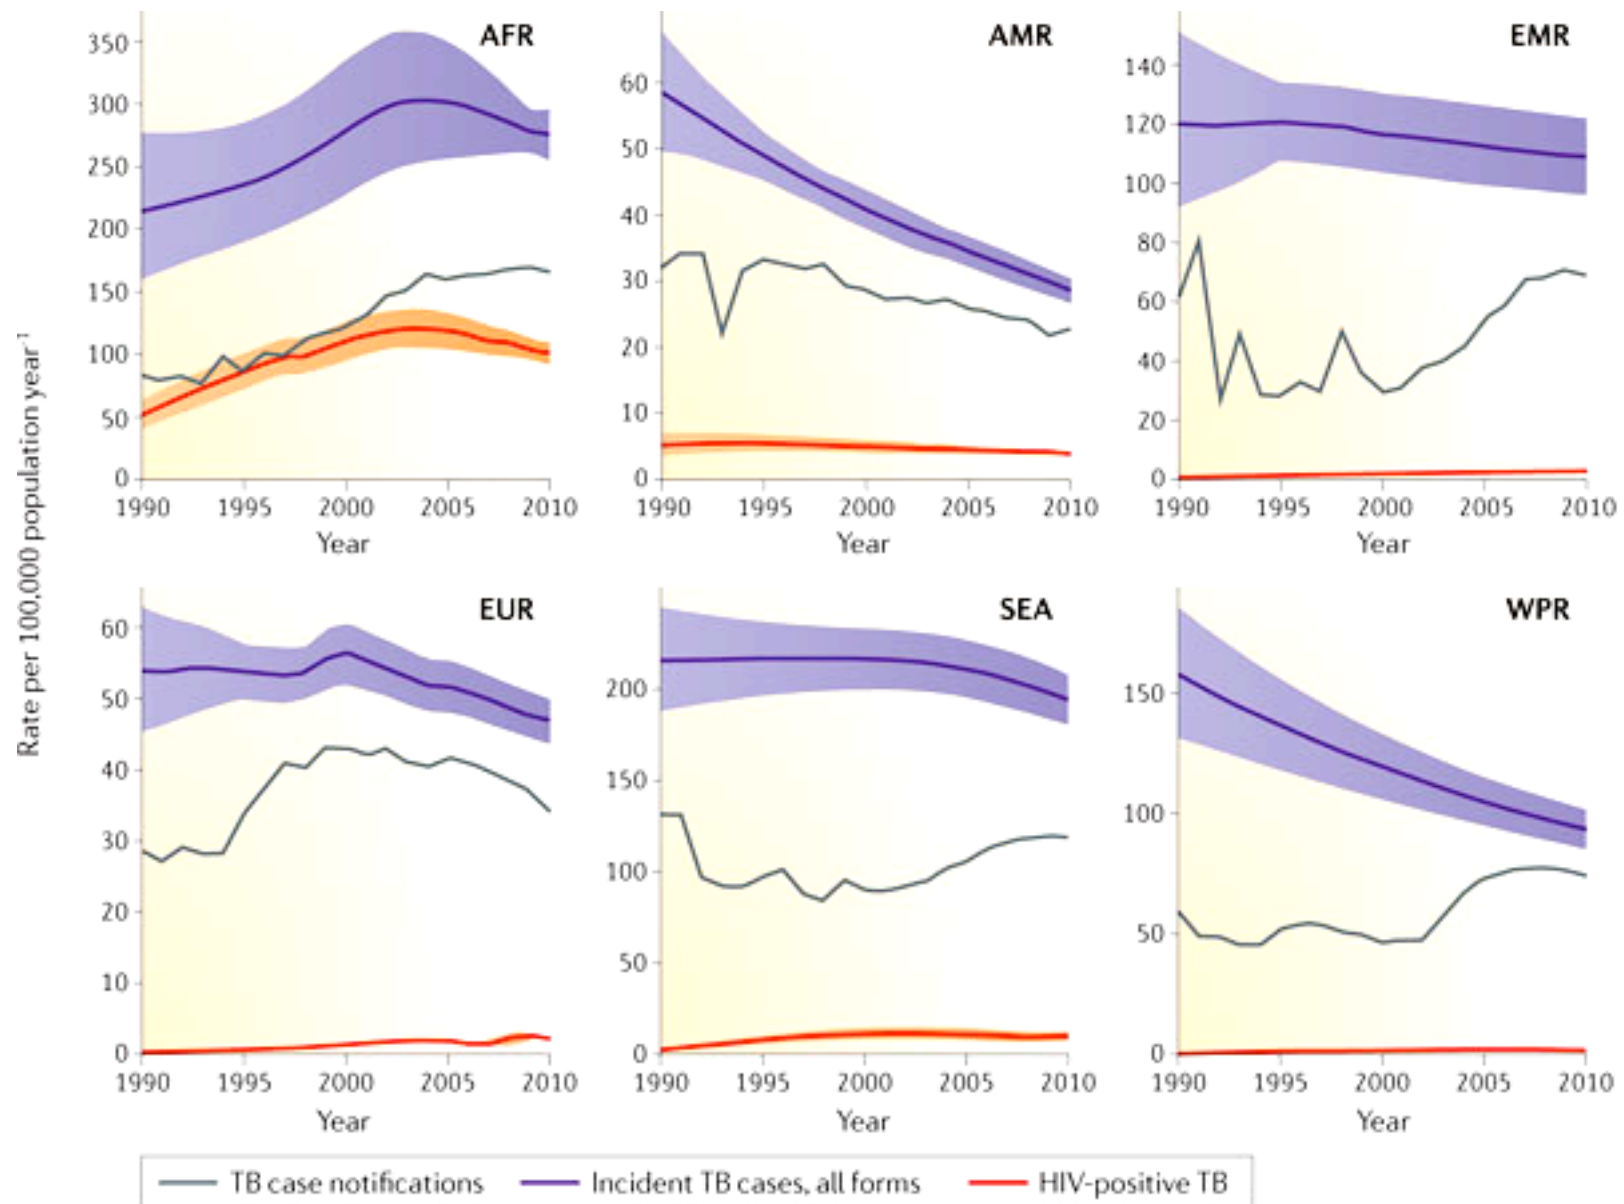 Rate per 100,000 population year⁻¹
AFR
350
300
250
200
150
100
50
0
1990 1995 2000 2005 2010
Year
AMR
60
50
40
30
20
10
0
1990 1995 2000 2005 2010
Year
EMR
140
120
100
80
60
40
20
0
1990 1995 2000 2005 2010
Year
EUR
60
50
40
30
20
10
0
1990 1995 2000 2005 2010
Year
SEA
200
150
100
50
0
1990 1995 2000 2005 2010
Year
WPR
150
100
50
0
1990 1995 2000 2005 2010
Year
TB case notifications Incident TB cases, all forms HIV-positive TB